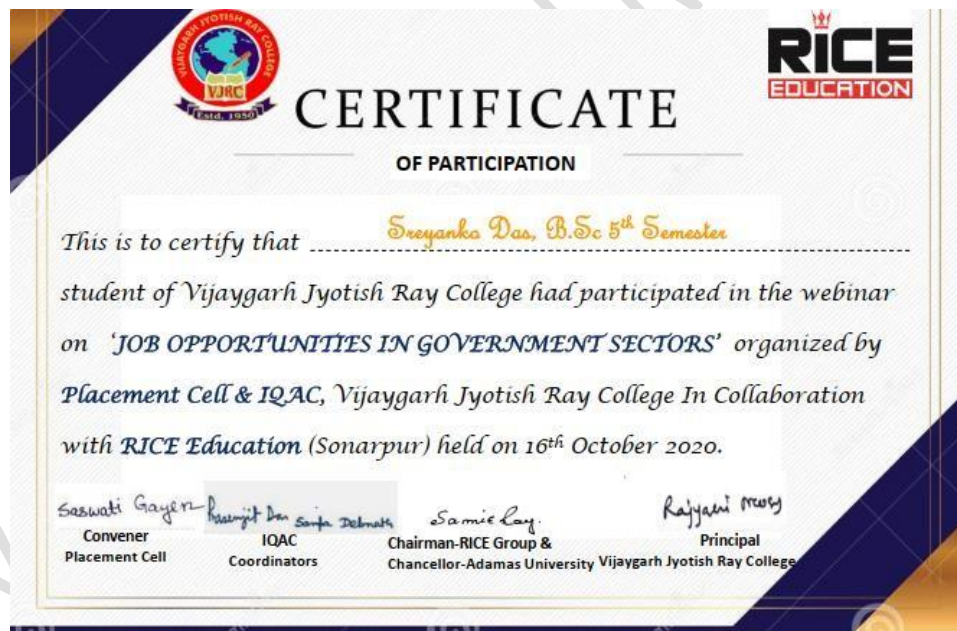 VIJAYGARH JYOTISH RAY COLLEGE
VJRC
Estd. 1950
RICE
EDUCATION
CERTIFICATE
OF PARTICIPATION
This is to certify that Sreyanka Das, B.Sc 5th Semester
student of Vijaygarh Jyotish Ray College had participated in the webinar
on 'JOB OPPORTUNITIES IN GOVERNMENT SECTORS' organized by
Placement Cell & IQAC, Vijaygarh Jyotish Ray College In Collaboration
with RICE Education (Sonarpur) held on 16th October 2020.
Saswati Gayen Prasenjit Das Debnath Samit Ray.
Convener IQAC Chairman-RICE Group & Principal
Placement Cell Coordinators Chancellor-Adamas University Vijaygarh Jyotish Ray College